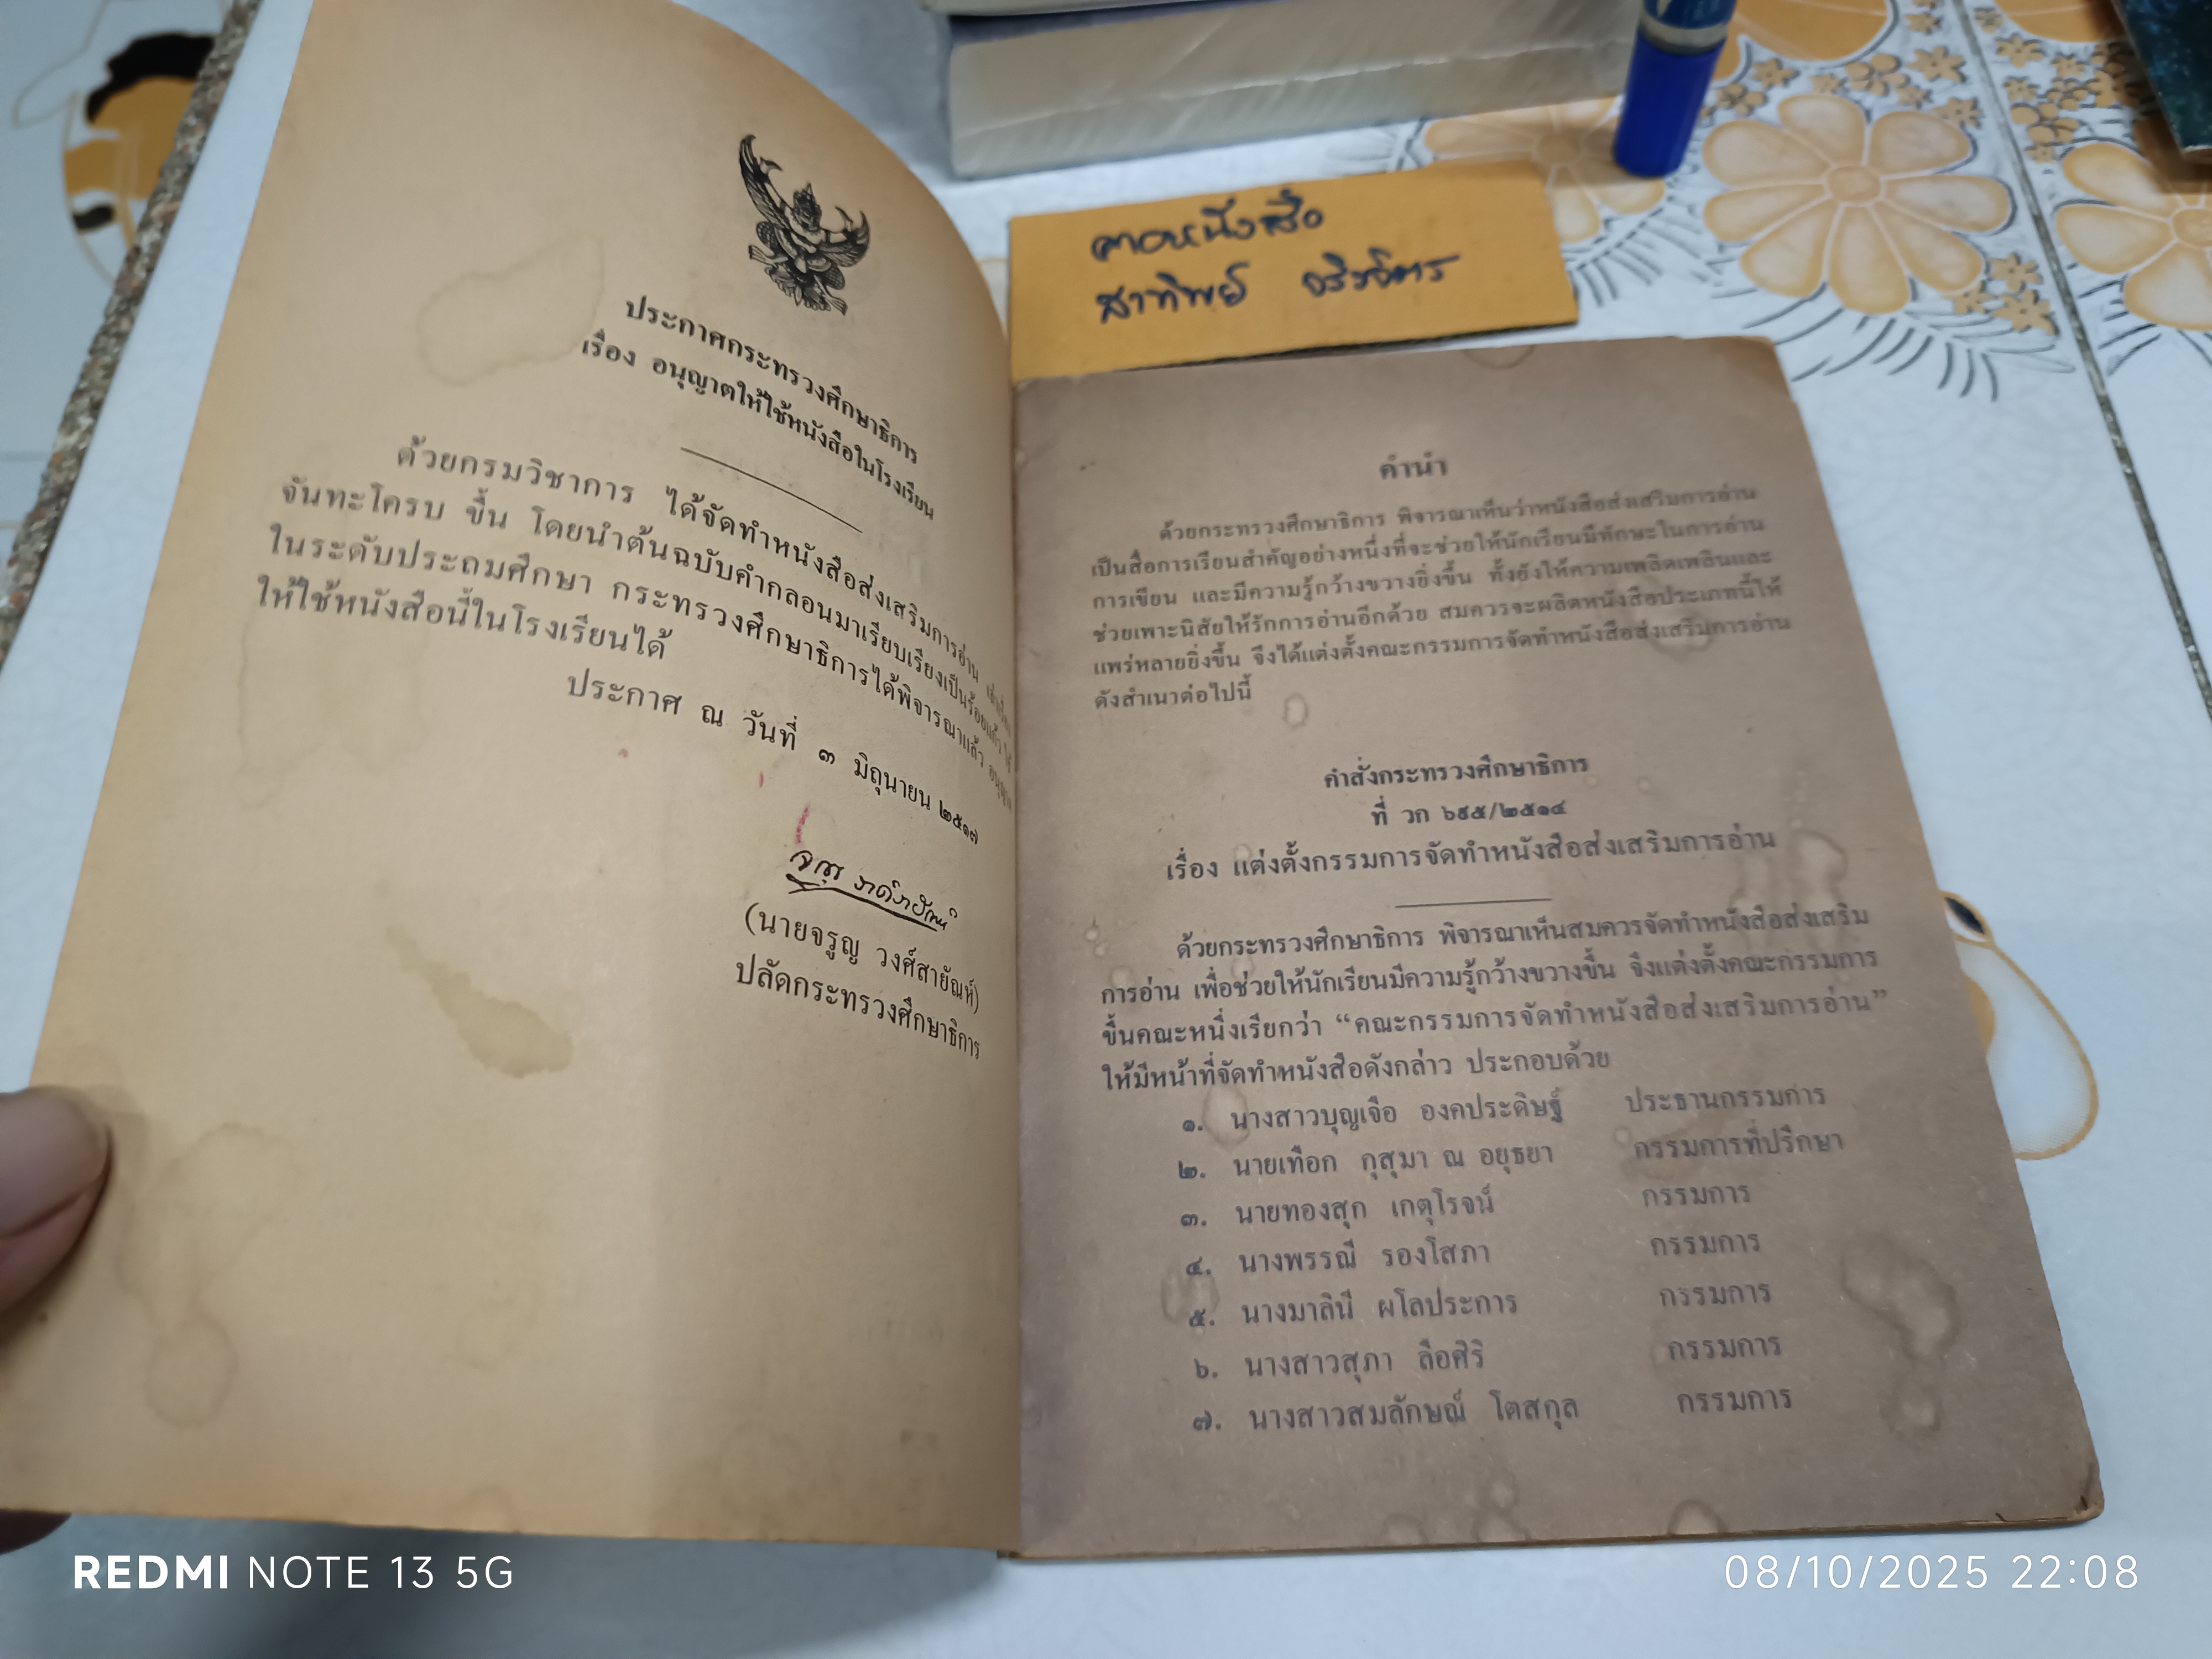 ประกาศกระทรวงศึกษาธิการ
เรื่อง อนุญาตให้ใช้หนังสือในโรงเรียน
ด้วยกรมวิชาการ ได้จัดทำหนังสือส่งเสริมการอ่าน
จันทะโครบ ขึ้น โดยนำต้นฉบับคำกลอนมาเรียบเรียงเป็นร้อยแก้ว
ในระดับประถมศึกษา กระทรวงศึกษาธิการได้พิจารณาแล้ว
ให้ใช้หนังสือนี้ในโรงเรียนได้
ประกาศ ณ วันที่ ๓ มิถุนายน ๒๕๑๗
(นายจรูญ วงศ์สายัณห์)
ปลัดกระทรวงศึกษาธิการ
สาทิพย์
คำนำ
ด้วยกระทรวงศึกษาธิการ พิจารณาเห็นว่าหนังสือส่งเสริมการอ่าน
เป็นสื่อการเรียนสำคัญอย่างหนึ่งที่จะช่วยให้นักเรียนมีทักษะในการอ่าน
การเขียน และมีความรู้กว้างขวางยิ่งขึ้น ทั้งยังให้ความเพลิดเพลินและ
ช่วยเพาะนิสัยให้รักการอ่านอีกด้วย สมควรจะผลิตหนังสือประเภทนี้ให้
แพร่หลายยิ่งขึ้น จึงได้แต่งตั้งคณะกรรมการจัดทำหนังสือส่งเสริมการอ่าน
ดังสำเนาต่อไปนี้
คำสั่งกระทรวงศึกษาธิการ
ที่ วก ๖๙๕/๒๕๑๔
เรื่อง แต่งตั้งกรรมการจัดทำหนังสือส่งเสริมการอ่าน
ด้วยกระทรวงศึกษาธิการ พิจารณาเห็นสมควรจัดทำหนังสือส่งเสริม
การอ่าน เพื่อช่วยให้นักเรียนมีความรู้กว้างขวางขึ้น จึงแต่งตั้งคณะกรรมการ
ขึ้นคณะหนึ่งเรียกว่า “คณะกรรมการจัดทำหนังสือส่งเสริมการอ่าน”
ให้มีหน้าที่จัดทำหนังสือดังกล่าว ประกอบด้วย
๑. นางสาวบุญเจือ องคประดิษฐ์ ประธานกรรมการ
๒. นายเทือก กุสุมา ณ อยุธยา กรรมการที่ปรึกษา
๓. นายทองสุก เกตุโรจน์ กรรมการ
๔. นางพรรณี รองโสภา กรรมการ
๕. นางมาลินี ผโลประการ กรรมการ
๖. นางสาวสุภา ลือศิริ กรรมการ
๗. นางสาวสมลักษณ์ โตสกุล กรรมการ
REDMI NOTE 13 5G
08/10/2025 22:08